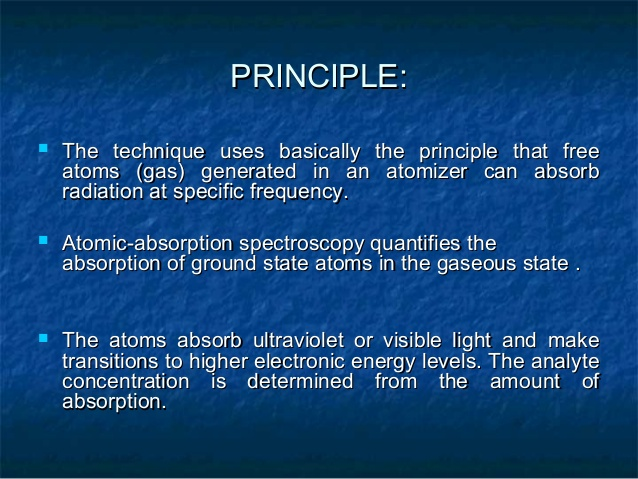 PRINCIPLE:
The technique uses basically the principle that free
atoms (gas) generated in an atomizer can absorb
radiation at specific frequency.
Atomic-absorption spectroscopy quantifies the
absorption of ground state atoms in the gaseous state .
The atoms absorb ultraviolet or visible light and make
transitions to higher electronic energy levels. The analyte
concentration is determined from the amount of
absorption.